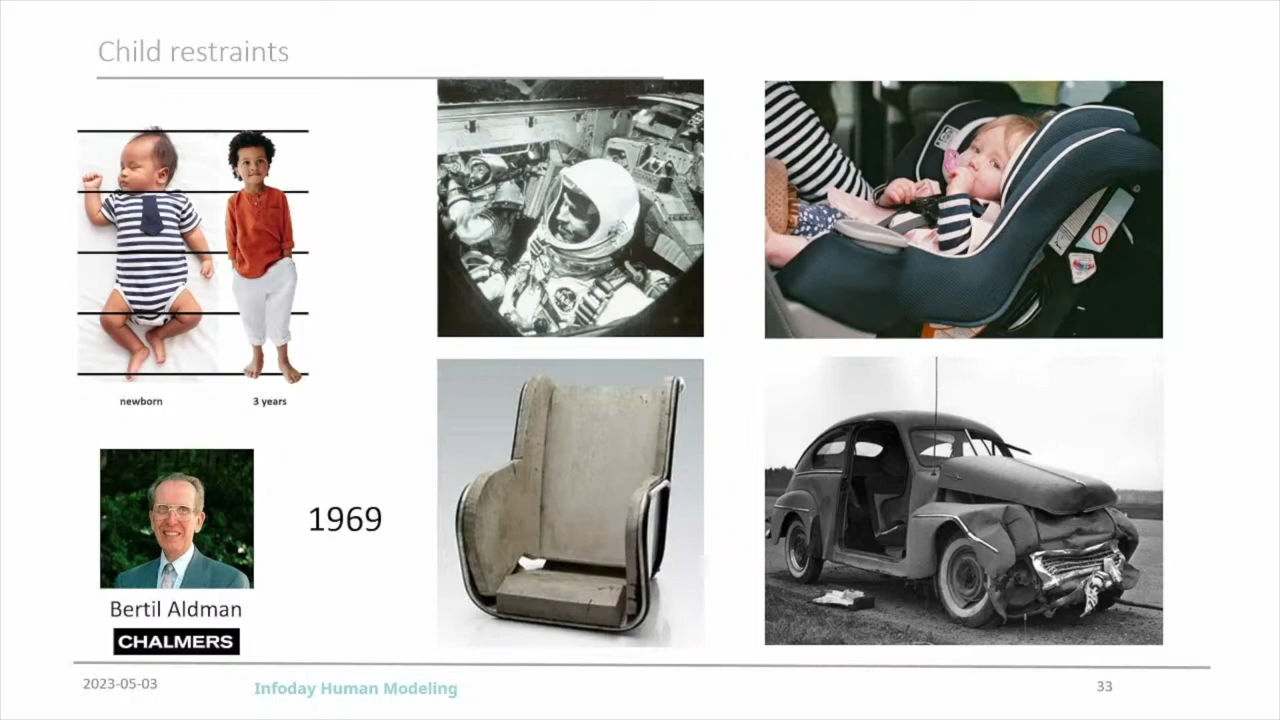 Child restraints
newborn
3 years
1969
Bertil Aldman
CHALMERS
2023-05-03
Infoday Human Modeling
33